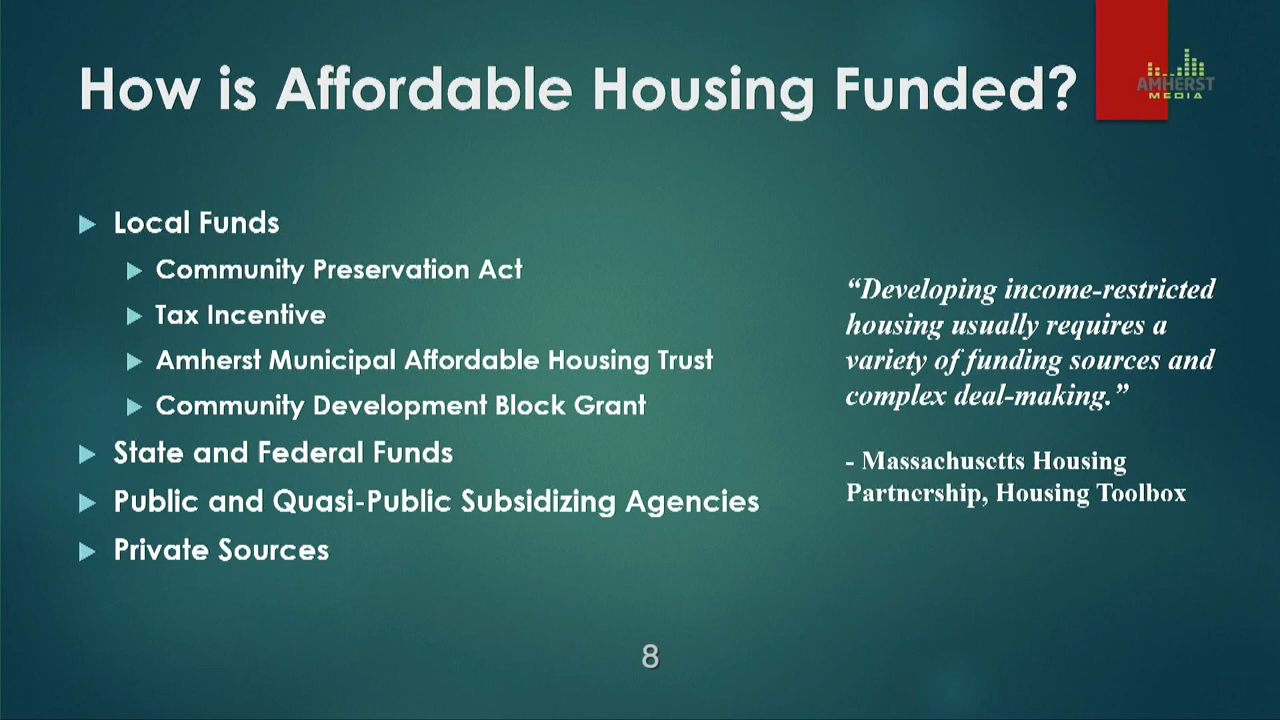 How is Affordable Housing Funded?
AMHERST
MEDIA
Local Funds
Community Preservation Act
Tax Incentive
Amherst Municipal Affordable Housing Trust
Community Development Block Grant
State and Federal Funds
Public and Quasi-Public Subsidizing Agencies
Private Sources
“Developing income-restricted
housing usually requires a
variety of funding sources and
complex deal-making.”
- Massachusetts Housing
Partnership, Housing Toolbox
8